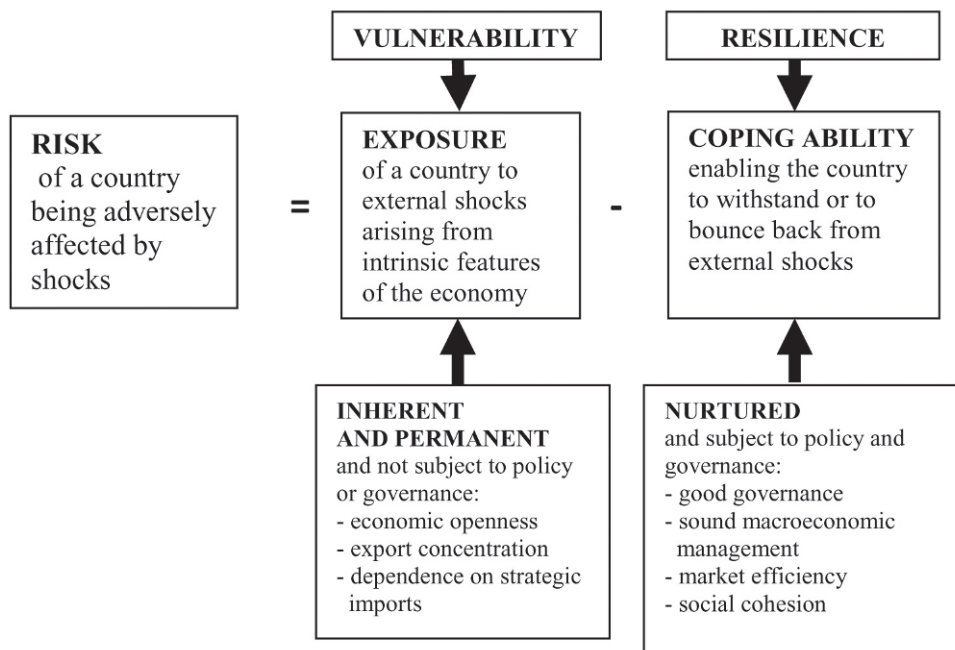 VULNERABILITY
RESILIENCE
RISK
of a country
being adversely
affected by
shocks
=
EXPOSURE
of a country to
external shocks
arising from
intrinsic features
of the economy
-
COPING ABILITY
enabling the country
to withstand or to
bounce back from
external shocks
INHERENT
AND PERMANENT
and not subject to policy
or governance:
- economic openness
- export concentration
- dependence on strategic
imports
NURTURED
and subject to policy and
governance:
- good governance
- sound macroeconomic
management
- market efficiency
- social cohesion